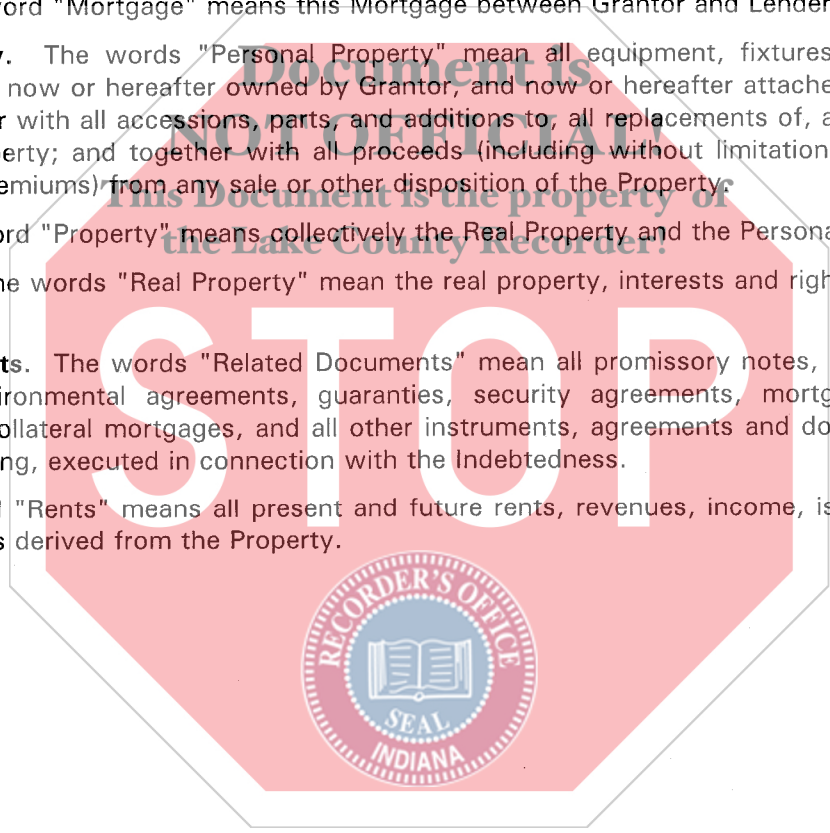 ord "Mortgage" means this Mortgage between Grantor and Lender
y. The words "Personal Property" mean all equipment, fixtures
now or hereafter owned by Grantor, and now or hereafter attache
r with all accessions, parts, and additions to, all replacements of, a
erty; and together with all proceeds (including without limitation
emiums) from any sale or other disposition of the Property.
ord "Property" means collectively the Real Property and the Persona
he words "Real Property" mean the real property, interests and righ
ts. The words "Related Documents" mean all promissory notes,
ironmental agreements, guaranties, security agreements, mortg
ollateral mortgages, and all other instruments, agreements and do
ng, executed in connection with the Indebtedness.
"Rents" means all present and future rents, revenues, income, is
s derived from the Property.
Document is
NOT OFFICIAL!
This Document is the property of
the Lake County Recorder!
STOP
RECORDER'S OFFICE
SEAL
INDIANA